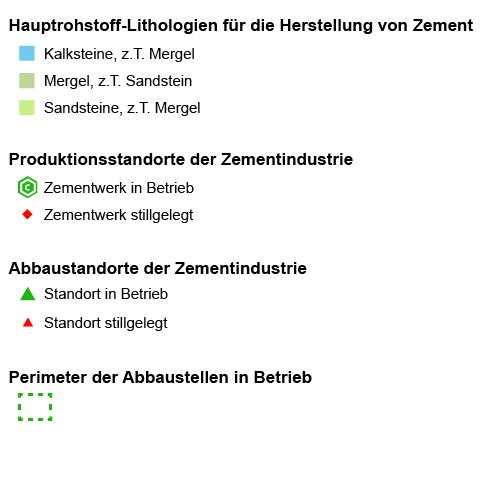 Hauptrohstoff-Lithologien für die Herstellung von Zement
Kalksteine, z.T. Mergel
Mergel, z.T. Sandstein
Sandsteine, z.T. Mergel
Produktionsstandorte der Zementindustrie
C Zementwerk in Betrieb
Zementwerk stillgelegt
Abbaustandorte der Zementindustrie
Standort in Betrieb
Standort stillgelegt
Perimeter der Abbaustellen in Betrieb